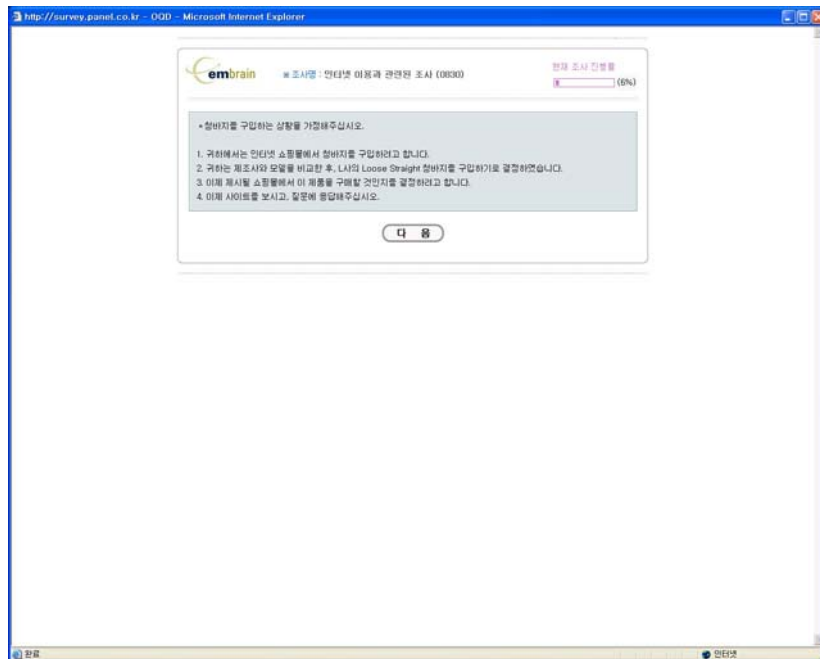 http://survey.panel.co.kr - OQD - Microsoft Internet Explorer
embrain
조사명 : 인터넷 이용과 관련된 조사 (0830)
현재 조사 진행률
(6%)
• 청바지를 구입하는 상황을 가정해주십시오.
1. 귀하에서는 인터넷 쇼핑몰에서 청바지를 구입하려고 합니다.
2. 귀하는 제조사와 모델를 비교한 후, L사의 Loose Straight 청바지를 구입하기로 결정하였습니다.
3. 이제 제시될 쇼핑몰에서 이 제품을 구매할 것인지를 결정하려고 합니다.
4. 이제 사이트를 보시고, 질문에 응답해주십시오.
다 음
완료
인터넷